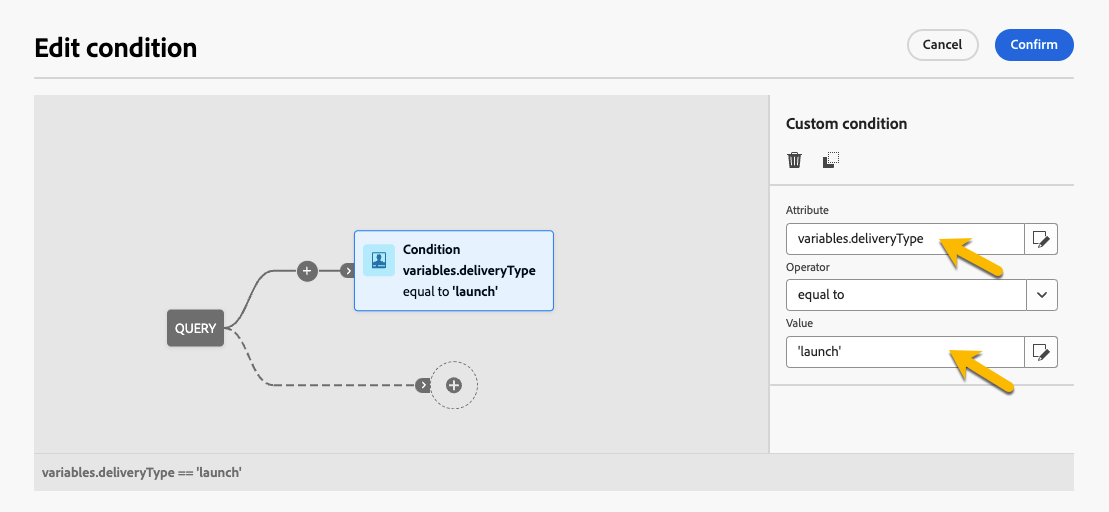 Edit condition
Cancel
Confirm
Custom condition
Attribute
variables.deliveryType
Operator
equal to
Value
'launch'
QUERY
Condition
variables.deliveryType
equal to 'launch'
variables.deliveryType == 'launch'